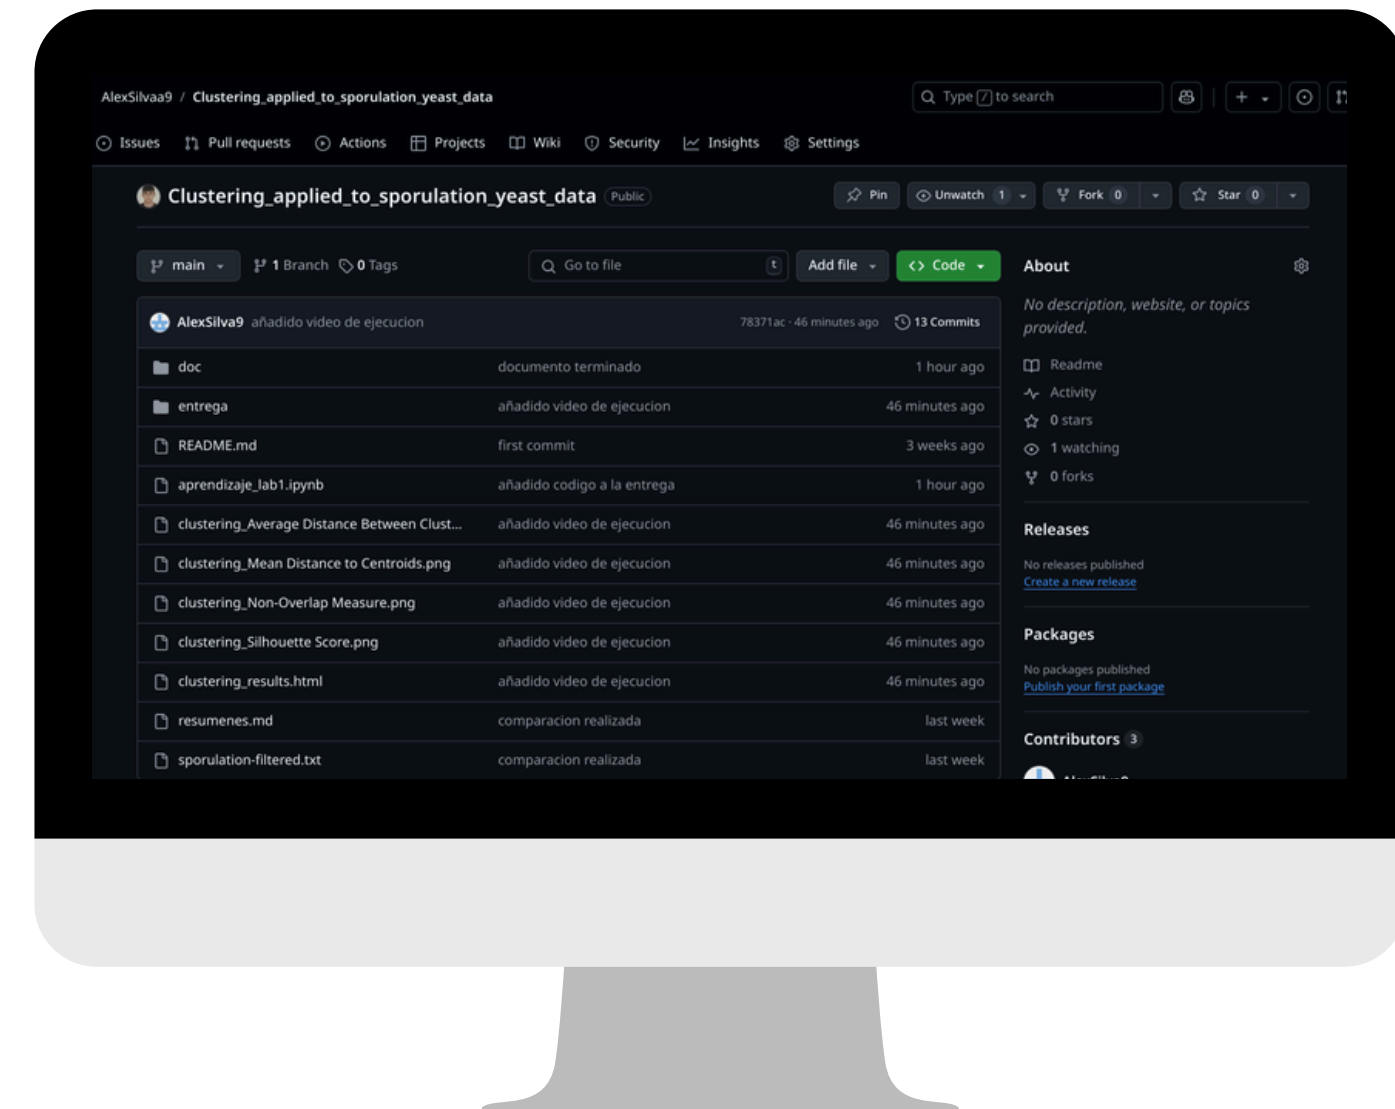 AlexSilvaa9 / Clustering_applied_to_sporulation_yeast_data
Type / to search
Issues Pull requests Actions Projects Wiki Security Insights Settings
Clustering_applied_to_sporulation_yeast_data Public
Pin Unwatch 1 Fork 0 Star 0
main 1 Branch 0 Tags Go to file t Add file <> Code
AlexSilva9 añadido video de ejecucion 78371ac · 46 minutes ago 13 Commits
doc documento terminado 1 hour ago
entrega añadido video de ejecucion 46 minutes ago
README.md first commit 3 weeks ago
aprendizaje_lab1.ipynb añadido codigo a la entrega 1 hour ago
clustering_Average Distance Between Clust... añadido video de ejecucion 46 minutes ago
clustering_Mean Distance to Centroids.png añadido video de ejecucion 46 minutes ago
clustering_Non-Overlap Measure.png añadido video de ejecucion 46 minutes ago
clustering_Silhouette Score.png añadido video de ejecucion 46 minutes ago
clustering_results.html añadido video de ejecucion 46 minutes ago
resumenes.md comparacion realizada last week
sporulation-filtered.txt comparacion realizada last week
About
No description, website, or topics
provided.
Readme
Activity
0 stars
1 watching
0 forks
Releases
No releases published
Create a new release
Packages
No packages published
Publish your first package
Contributors 3